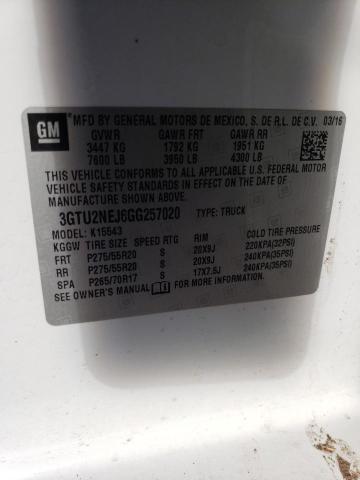 GM
MFD BY GENERAL MOTORS DE MEXICO, S. DE R.L. DE C.V. 03/16
GVWR GAWR FRT GAWR RR
3447 KG 1792 KG 1951 KG
7600 LB 3950 LB 4300 LB
THIS VEHICLE CONFORMS TO ALL APPLICABLE U.S. FEDERAL MOTOR
VEHICLE SAFETY STANDARDS IN EFFECT ON THE DATE OF
MANUFACTURE SHOWN ABOVE.
3GTU2NEJ6GG257020 TYPE: TRUCK
MODEL: K15543
KGGW TIRE SIZE SPEED RTG RIM COLD TIRE PRESSURE
FRT P275/55R20 S 20X9J 220KPA(32PSI)
RR P275/55R20 S 20X9J 240KPA(35PSI)
SPA P265/70R17 S 17X7.5J 240KPA(35PSI)
SEE OWNER'S MANUAL FOR ADDITIONAL INFORMATION.